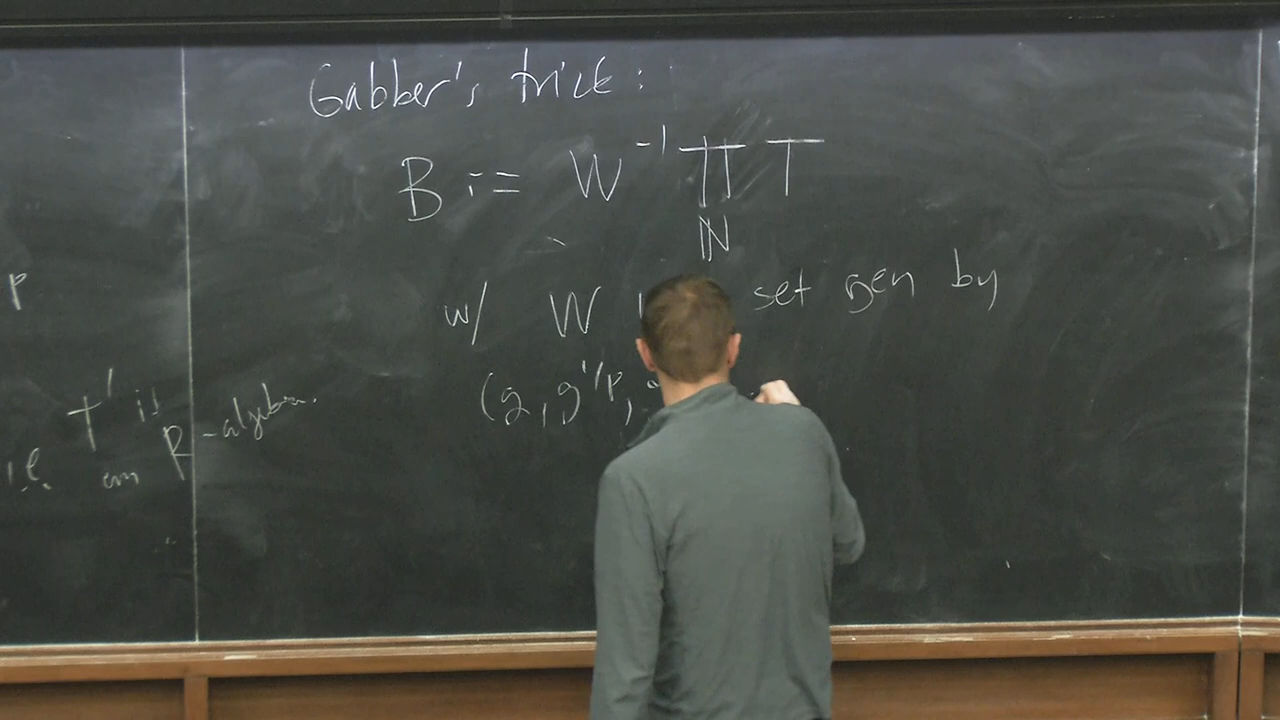 p
T' is
i.e. an R-algebra.
Gabber's trick:
B := W⁻¹ ∏ T
ℕ
w/ W set gen by
(g, g^{1/p},